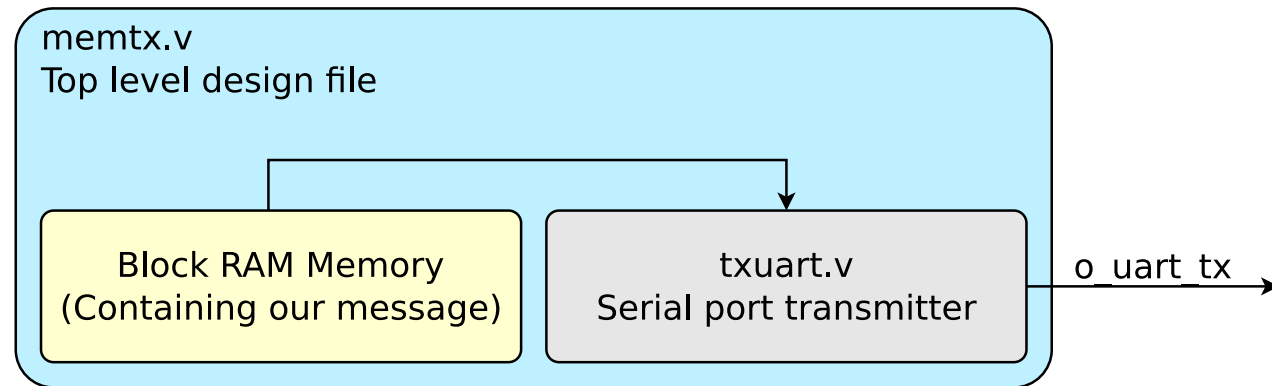 memtx.v
Top level design file
Block RAM Memory
(Containing our message)
txuart.v
Serial port transmitter
o_uart_tx